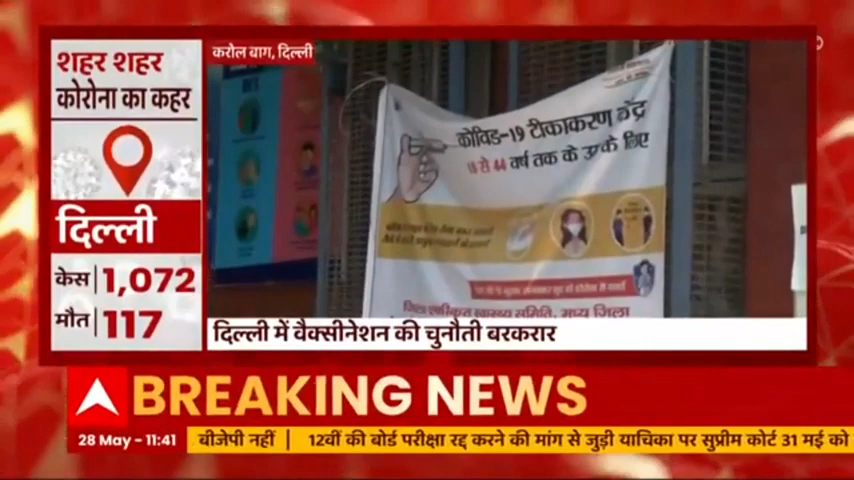 शहर शहर
कोरोना का कहर
दिल्ली
केस 1,072
मौत 117
करोल बाग, दिल्ली
कोविड-19 टीकाकरण केंद्र
18 से 44 वर्ष तक के उम्र के लिए
जिला एकीकृत स्वास्थ्य समिति, मध्य जिला
दिल्ली में वैक्सीनेशन की चुनौती बरकरार
BREAKING NEWS
28 May - 11:41
बीजेपी नहीं | 12वीं की बोर्ड परीक्षा रद्द करने की मांग से जुड़ी याचिका पर सुप्रीम कोर्ट 31 मई को